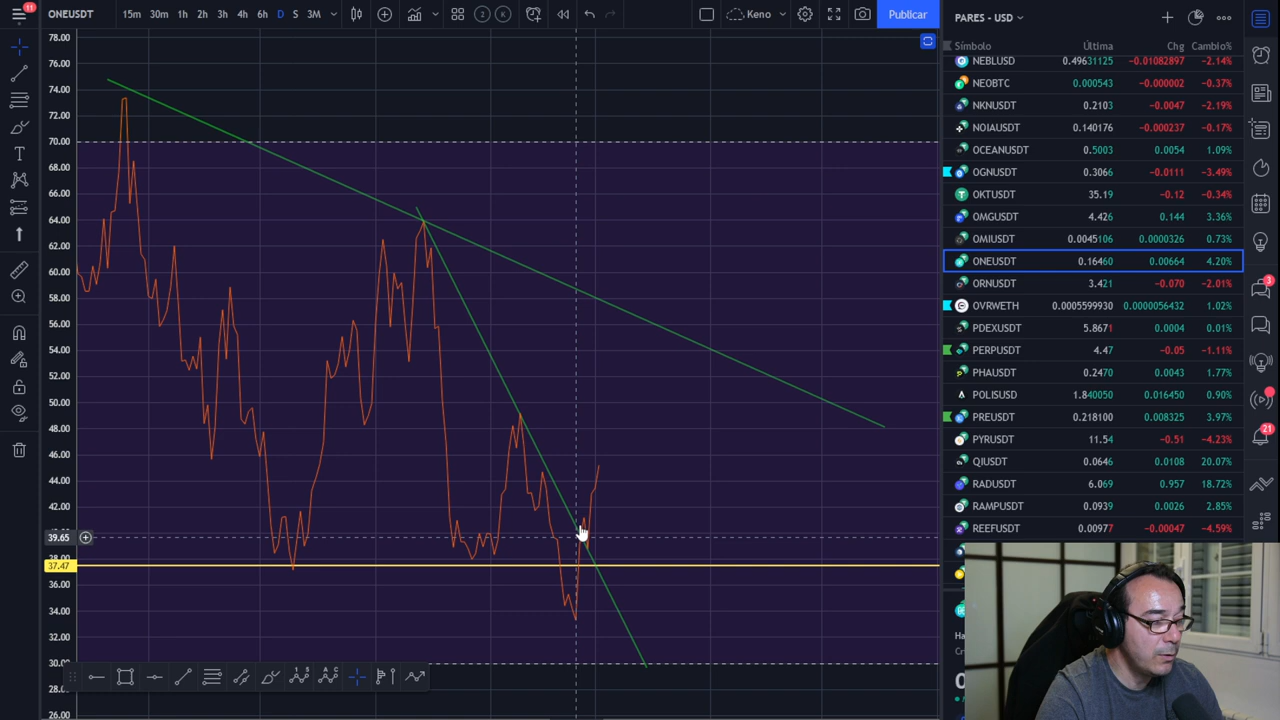 11
ONEUSDT
15m 30m 1h 2h 3h 4h 6h D S 3M
2 K
Keno
Publicar
PARES - USD
Símbolo Última Chg Cambio%
NEBLUSD 0.49631125 −0.01082897 −2.14%
NEOBTC 0.000543 −0.000002 −0.37%
NKNUSDT 0.2103 −0.0047 −2.19%
NOIAUSDT 0.140176 −0.000237 −0.17%
OCEANUSDT 0.5003 0.0054 1.09%
OGNUSDT 0.3066 −0.0111 −3.49%
OKTUSDT 35.19 −0.12 −0.34%
OMGUSDT 4.426 0.144 3.36%
OMIUSDT 0.0045106 0.0000326 0.73%
ONEUSDT 0.16460 0.00664 4.20%
ORNUSDT 3.421 −0.070 −2.01%
OVRWETH 0.0005599930 0.0000056432 1.02%
PDEXUSDT 5.8671 0.0004 0.01%
PERPUSDT 4.47 −0.05 −1.11%
PHAUSDT 0.2470 0.0043 1.77%
POLISUSD 1.840050 0.016450 0.90%
PREUSDT 0.218100 0.008325 3.97%
PYRUSDT 11.54 −0.51 −4.23%
QIUSDT 0.0646 0.0108 20.07%
RADUSDT 6.069 0.957 18.72%
RAMPUSDT 0.0939 0.0026 2.85%
REEFUSDT 0.00977 −0.00047 −4.59%
3
21
78.00
76.00
74.00
72.00
70.00
68.00
66.00
64.00
62.00
60.00
58.00
56.00
54.00
52.00
50.00
48.00
46.00
44.00
42.00
39.65
38.00
37.47
36.00
34.00
32.00
30.00
28.00
26.00